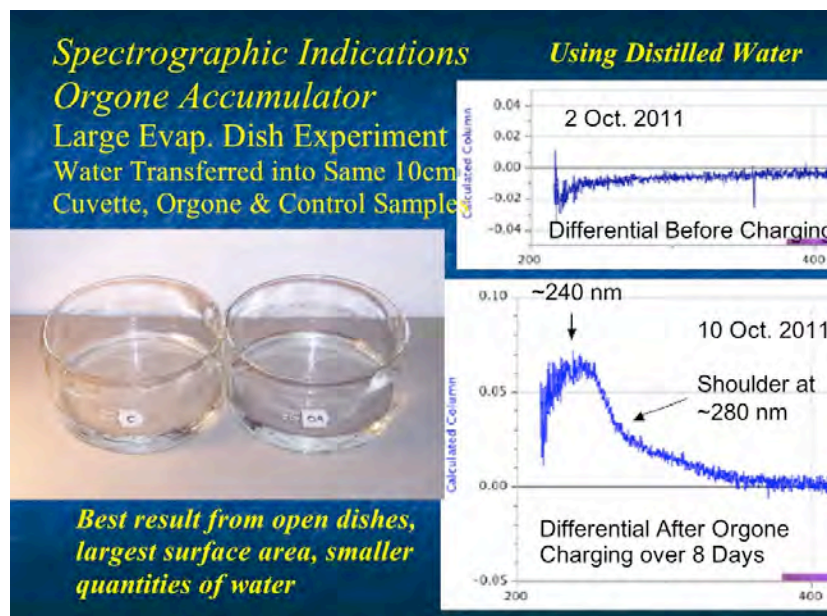 Spectrographic Indications
Orgone Accumulator
Large Evap. Dish Experiment
Water Transferred into Same 10cm
Cuvette, Orgone & Control Sample
Using Distilled Water
0.04
0.02
0.00
-0.02
-0.04
Calculated Column
2 Oct. 2011
Differential Before Charging
200
400
0.10
0.05
0.00
-0.05
Calculated Column
~240 nm
10 Oct. 2011
Shoulder at
~280 nm
Differential After Orgone
Charging over 8 Days
200
400
C
OA
Best result from open dishes,
largest surface area, smaller
quantities of water